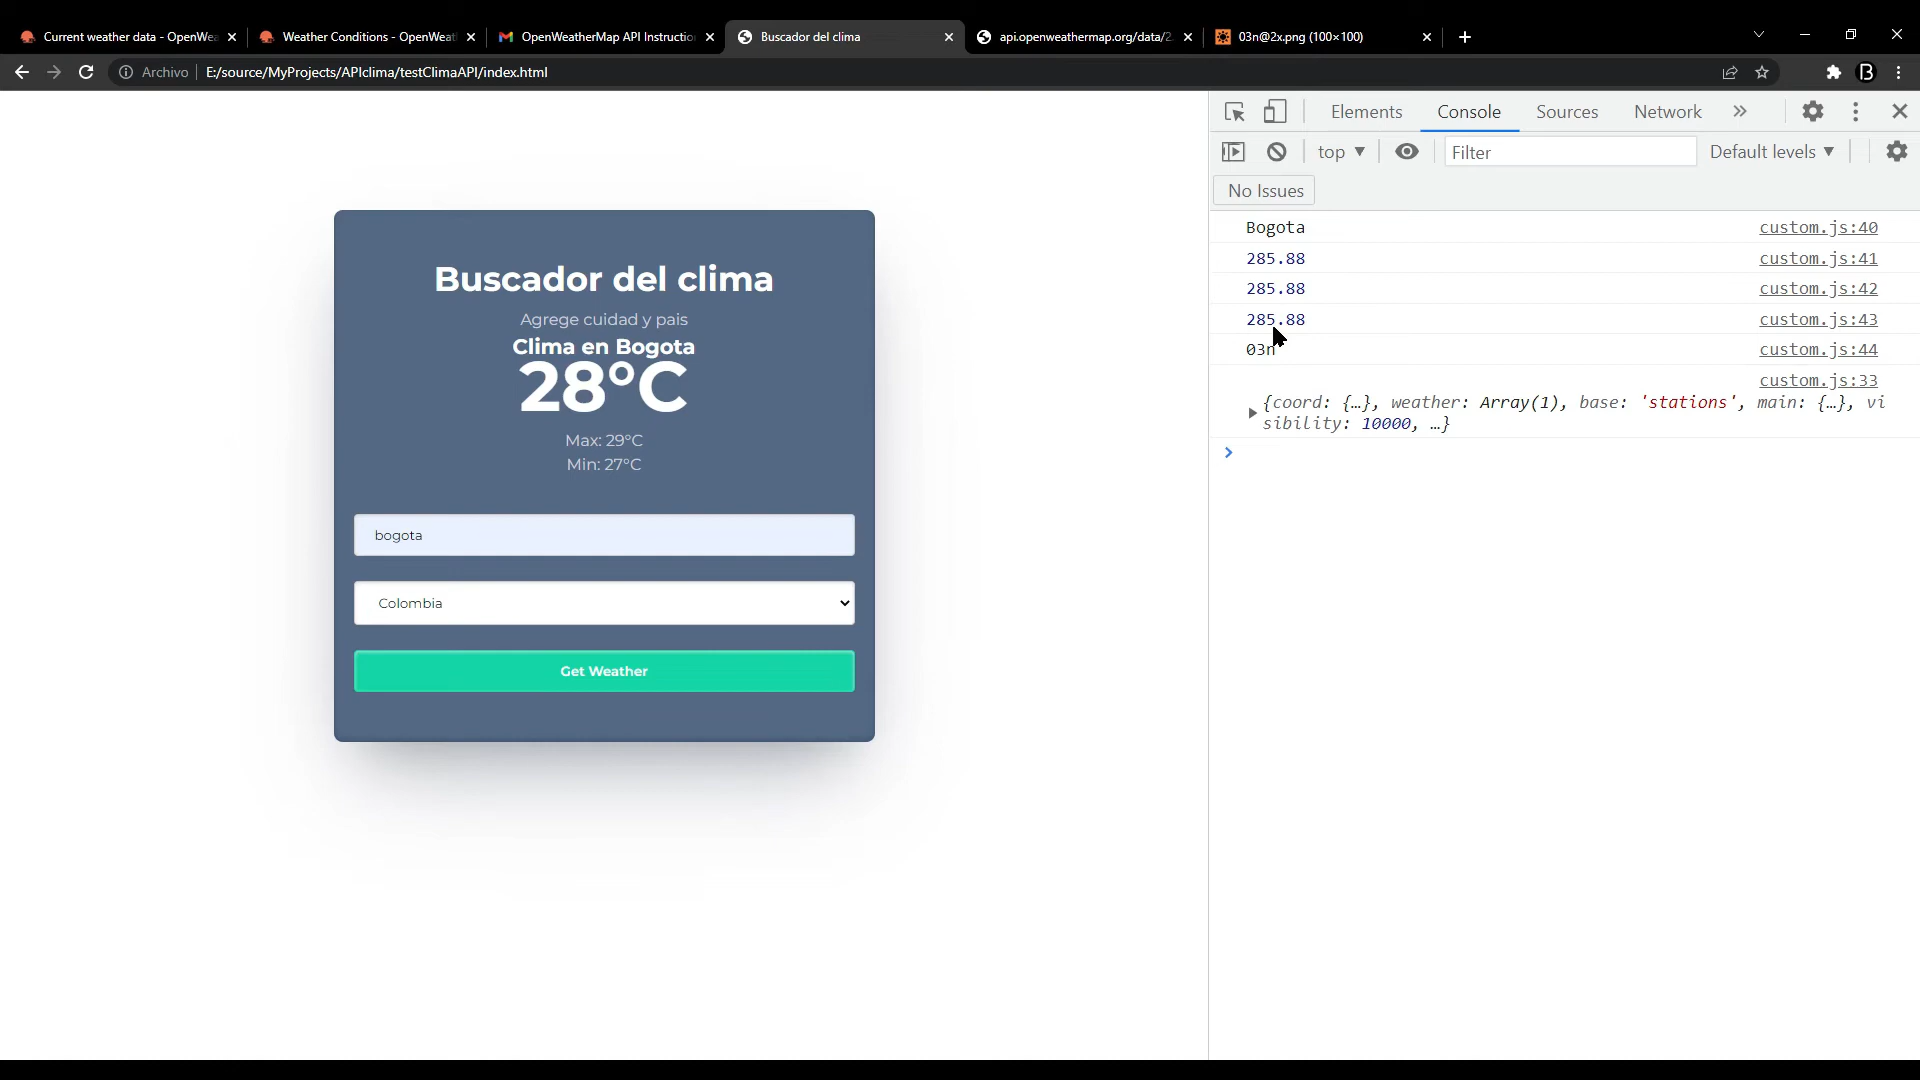 Current weather data - OpenWea
Weather Conditions - OpenWeath
OpenWeatherMap API Instruction
Buscador del clima
api.openweathermap.org/data/2.
03n@2x.png (100×100)
Archivo
E:/source/MyProjects/APIclima/testClimaAPI/index.html
Elements
Console
Sources
Network
top
Filter
Default levels
No Issues
Bogota custom.js:40
285.88 custom.js:41
285.88 custom.js:42
285.88 custom.js:43
03n custom.js:44
custom.js:33
{coord: {…}, weather: Array(1), base: 'stations', main: {…}, vi
sibility: 10000, …}
Buscador del clima
Agrege cuidad y pais
Clima en Bogota
28°C
Max: 29°C
Min: 27°C
bogota
Colombia
Get Weather